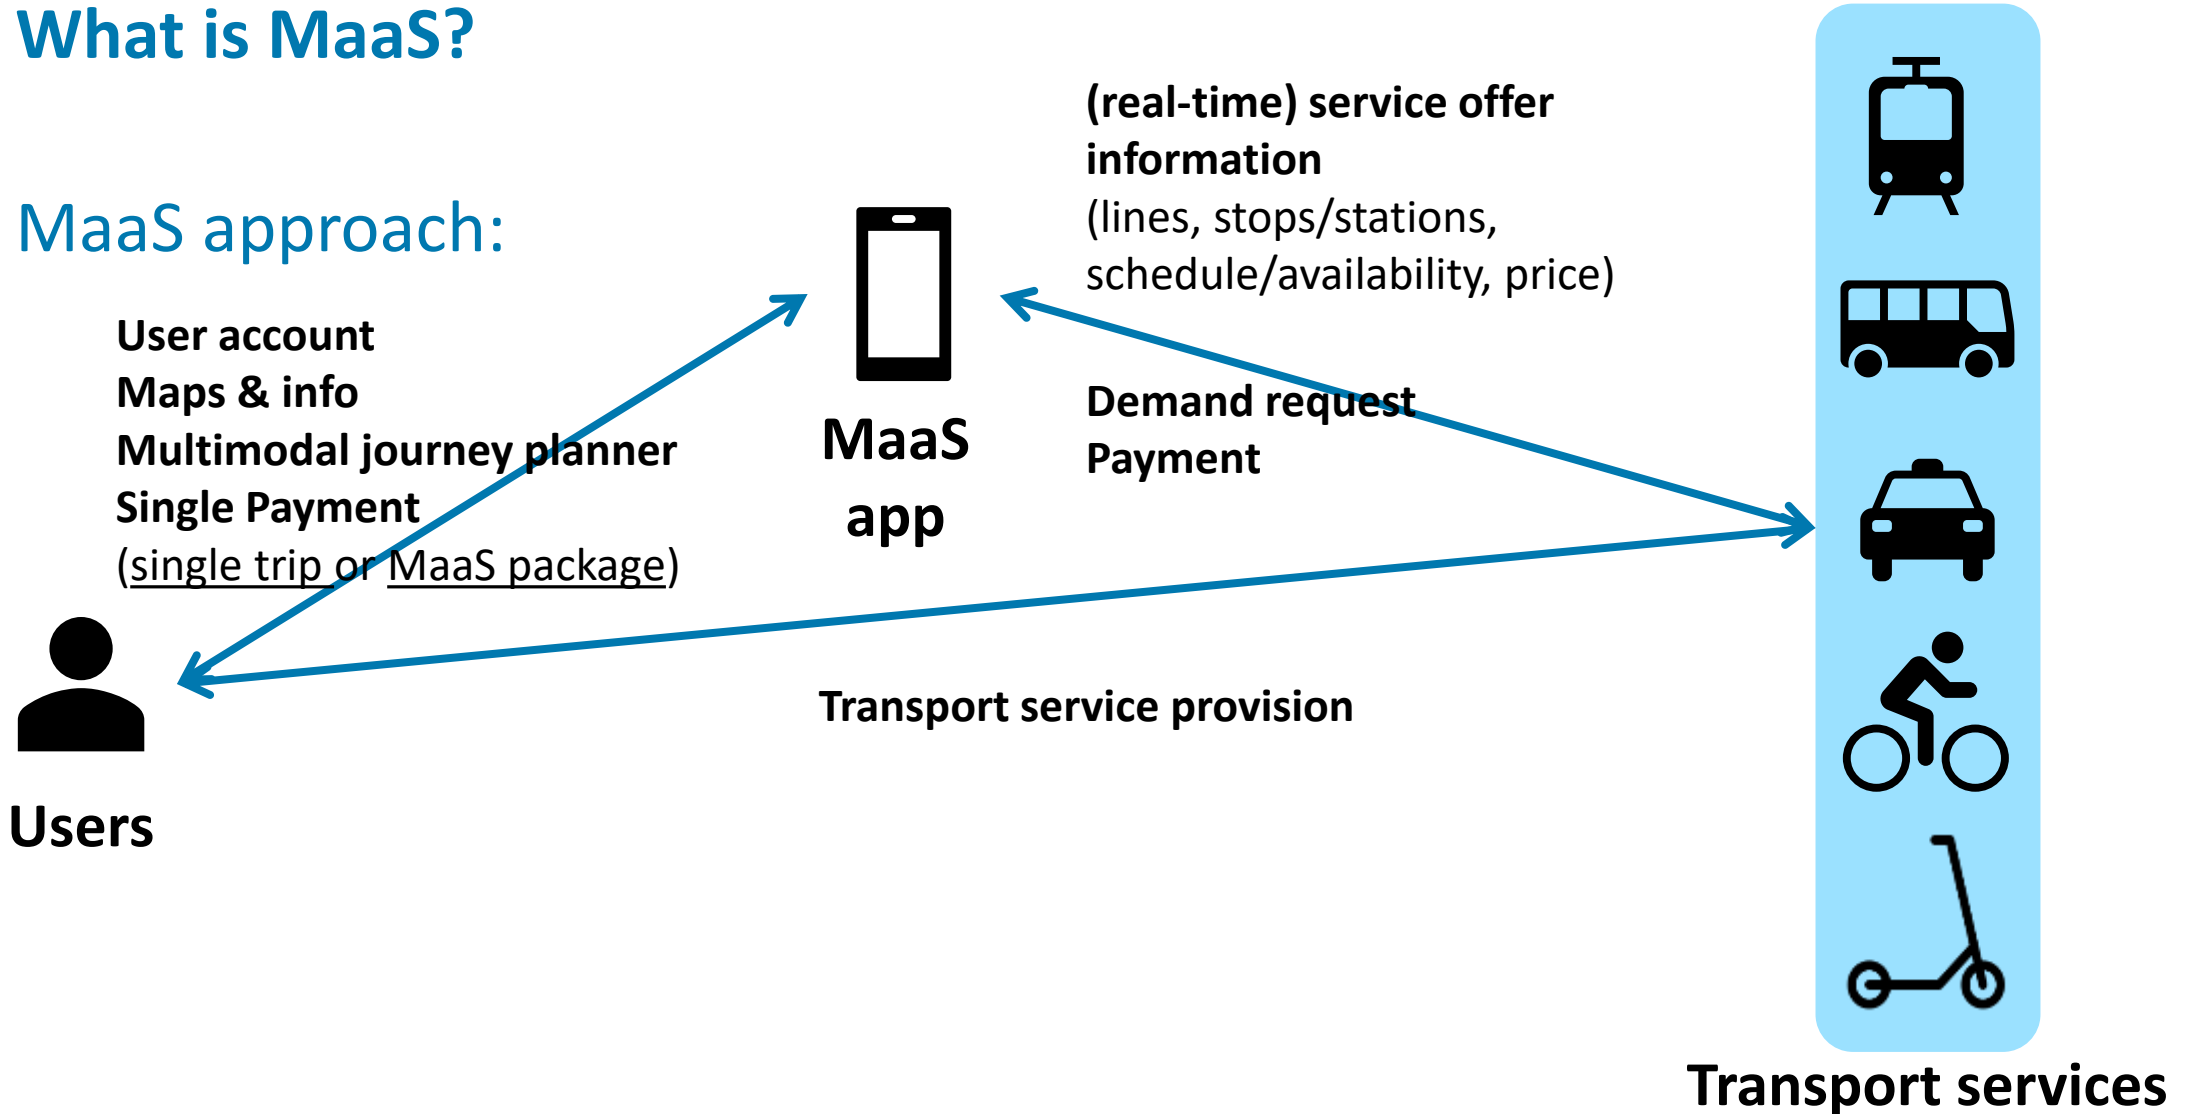 What is MaaS?
MaaS approach:
User account
Maps & info
Multimodal journey planner
Single Payment
(single trip or MaaS package)
Users
MaaS
app
(real-time) service offer
information
(lines, stops/stations,
schedule/availability, price)
Demand request
Payment
Transport service provision
Transport services